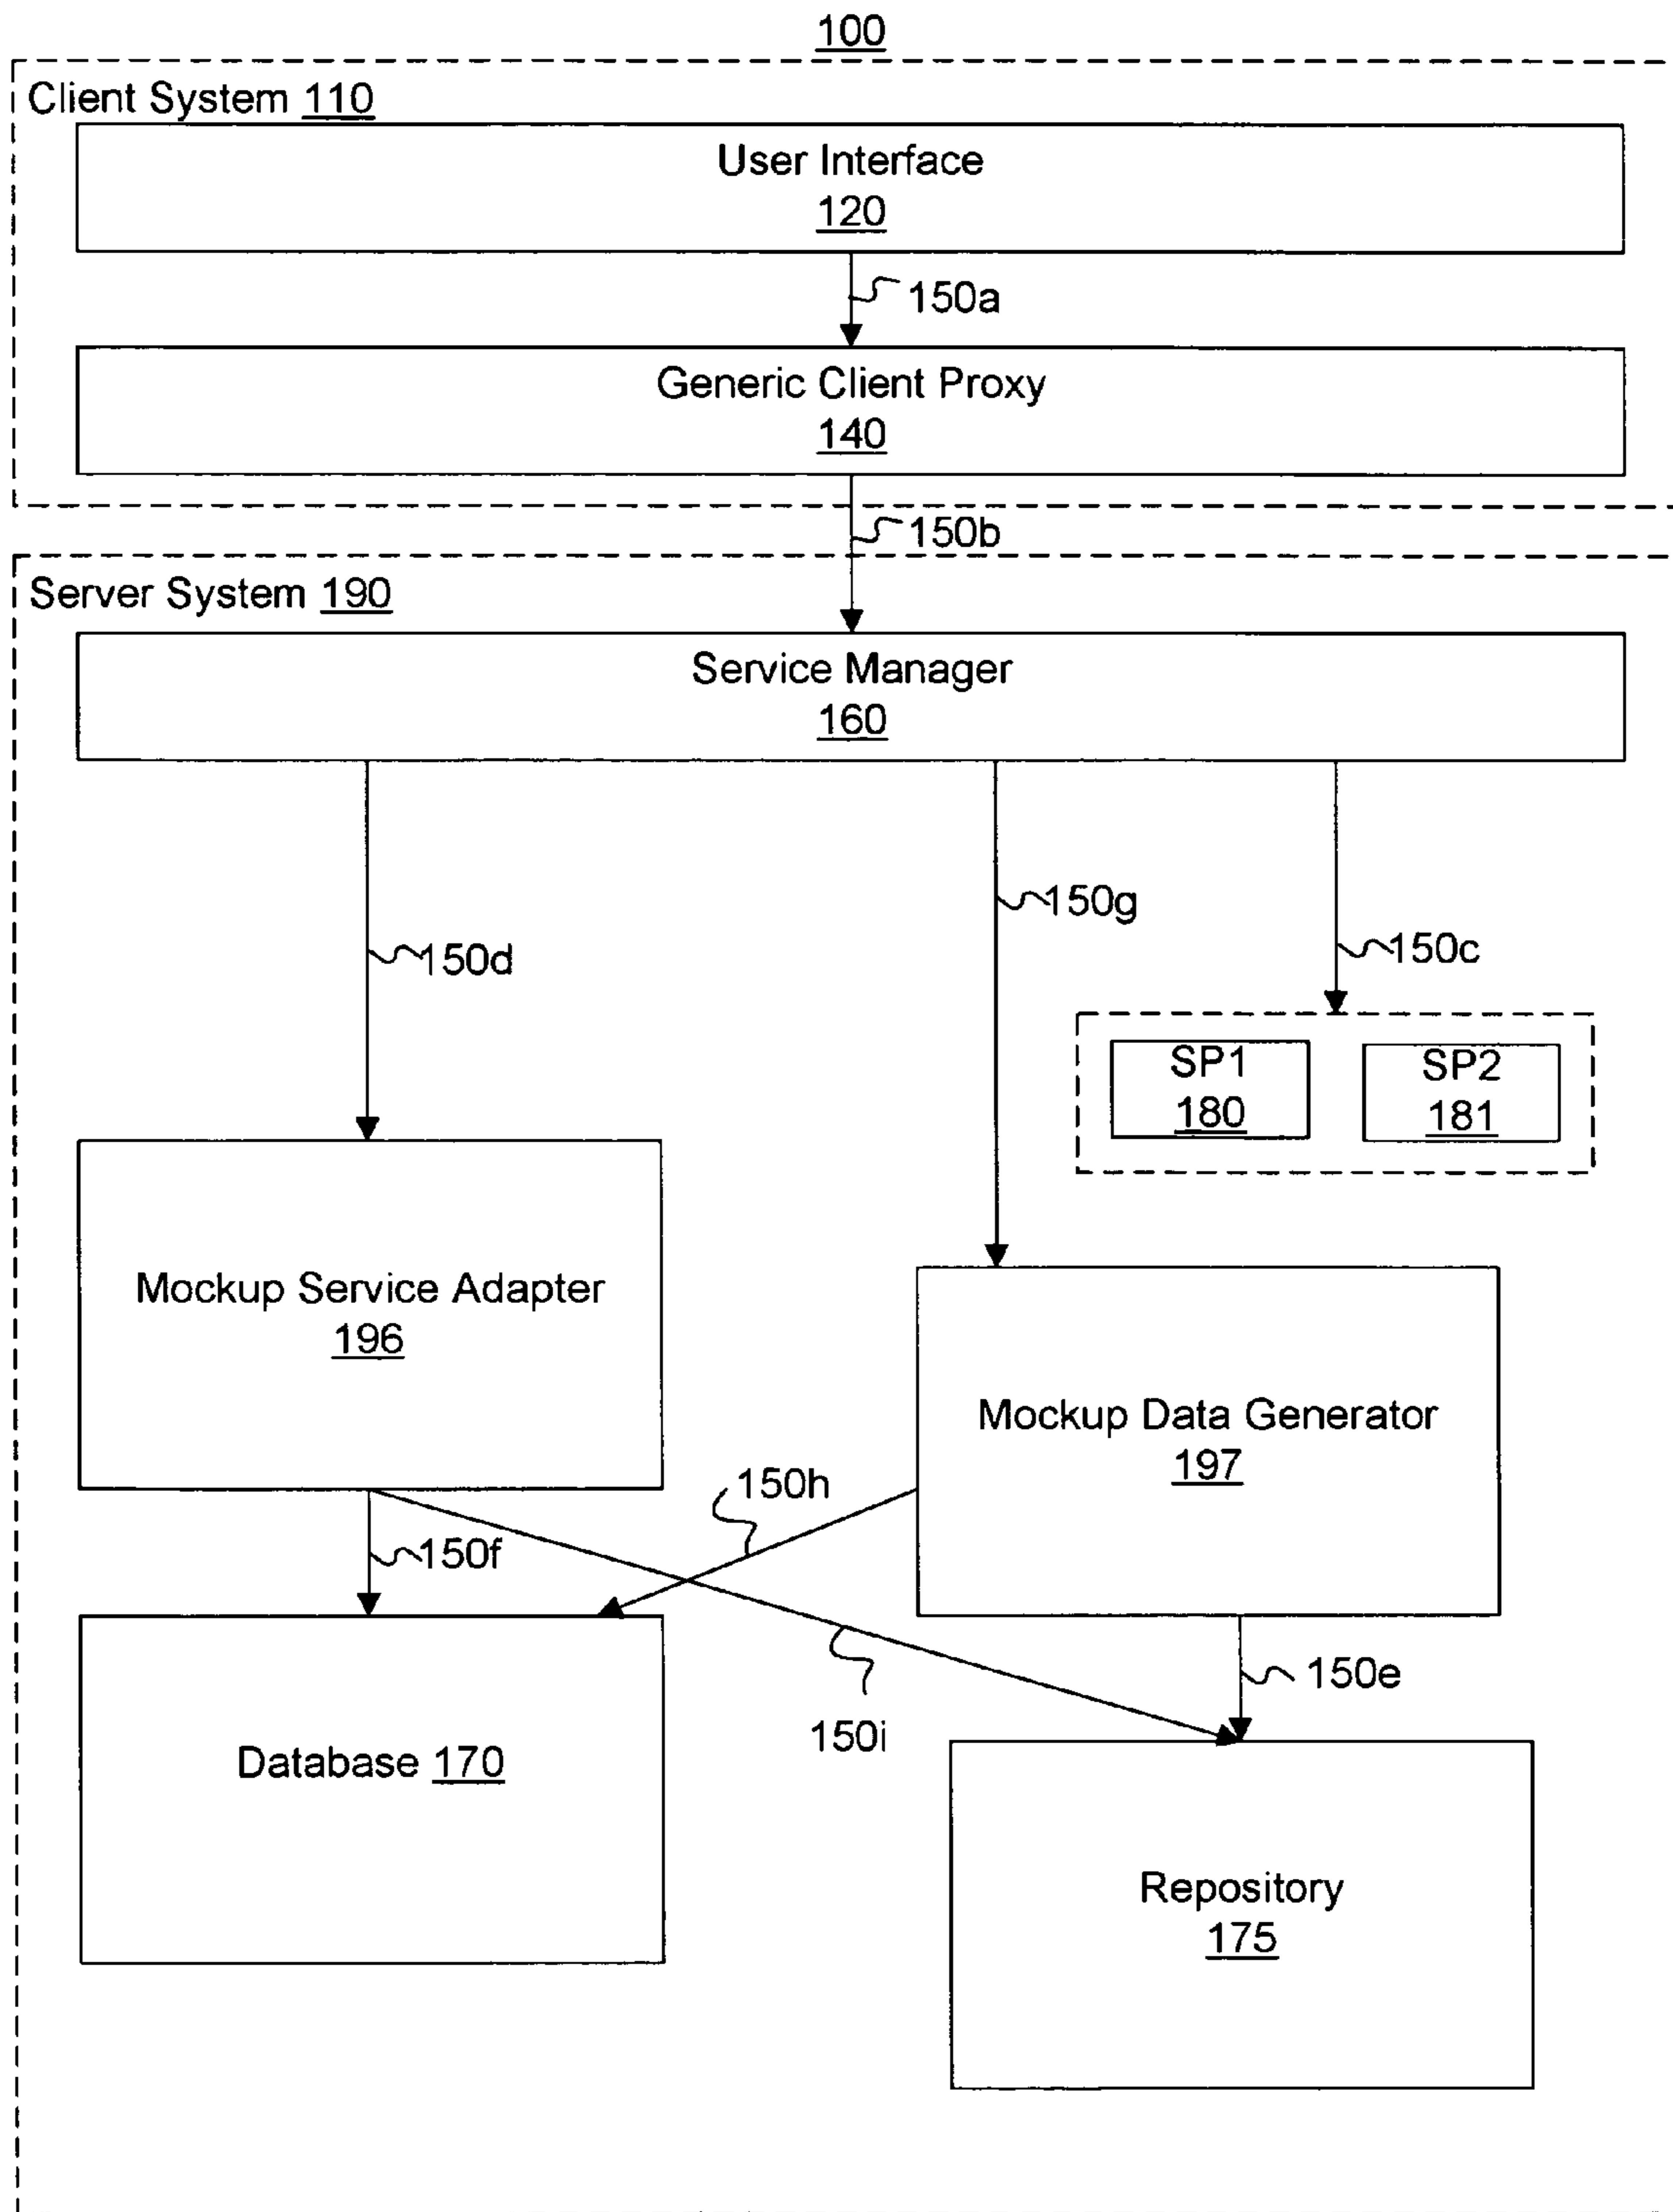 100
Client System 110
User Interface
120
150a
Generic Client Proxy
140
150b
Server System 190
Service Manager
160
150d
150g
150c
SP1
180
SP2
181
Mockup Service Adapter
196
Mockup Data Generator
197
150h
150f
150i
150e
Database 170
Repository
175